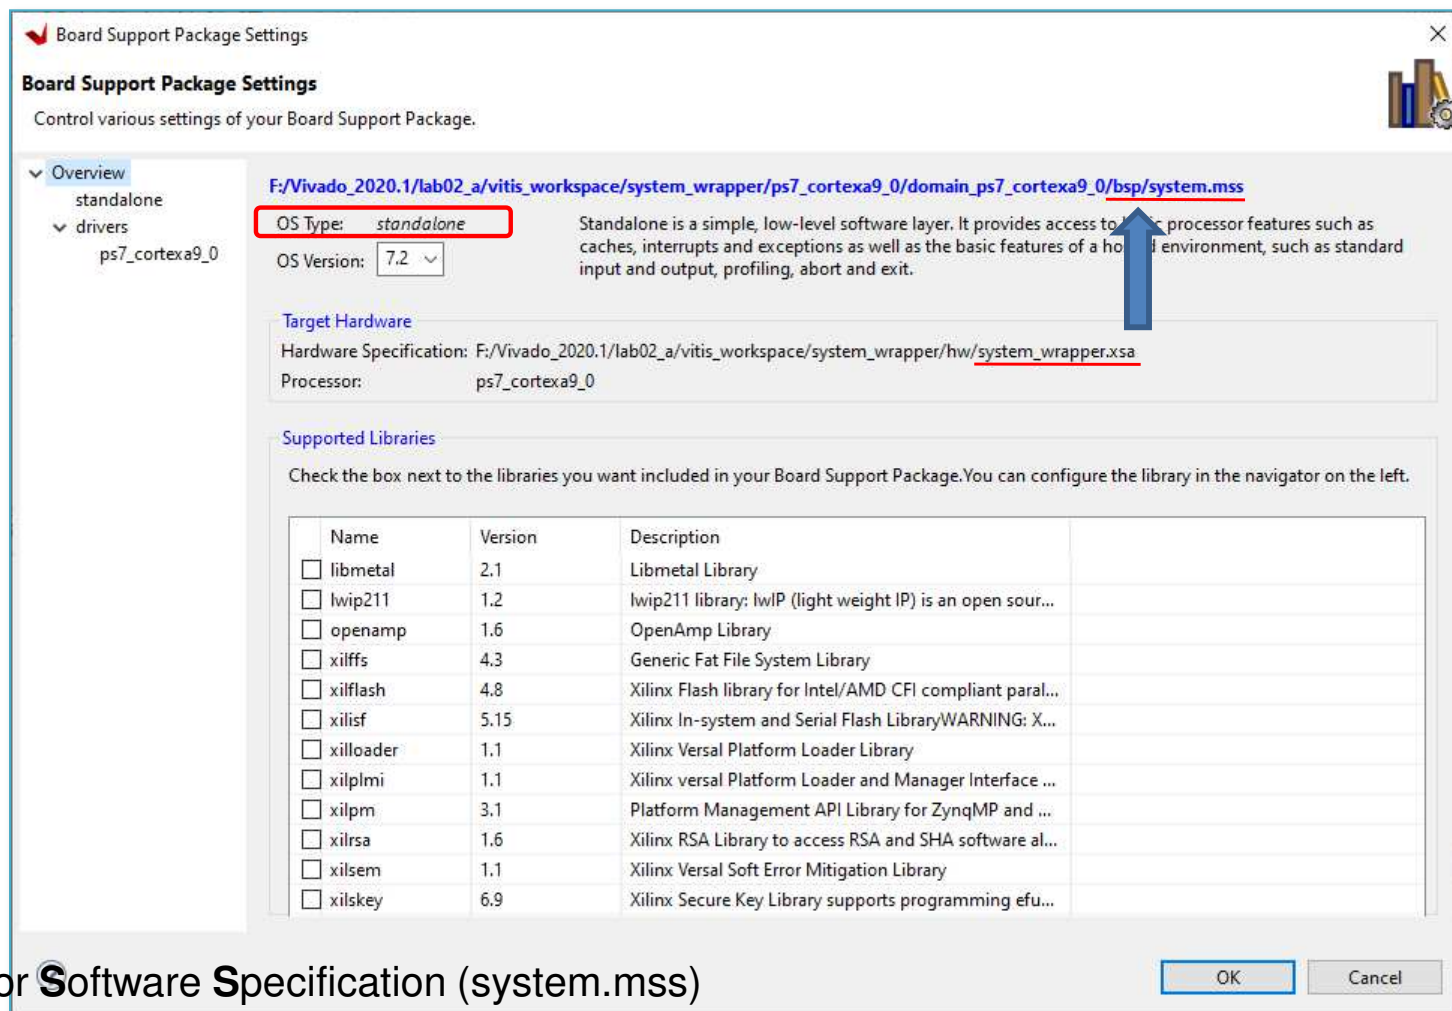 Board Support Package Settings
Board Support Package Settings
Control various settings of your Board Support Package.
Overview
standalone
drivers
ps7_cortexa9_0
F:/Vivado_2020.1/lab02_a/vitis_workspace/system_wrapper/ps7_cortexa9_0/domain_ps7_cortexa9_0/bsp/system.mss
OS Type: standalone
OS Version: 7.2
Standalone is a simple, low-level software layer. It provides access to processor features such as
caches, interrupts and exceptions as well as the basic features of a environment, such as standard
input and output, profiling, abort and exit.
Target Hardware
Hardware Specification: F:/Vivado_2020.1/lab02_a/vitis_workspace/system_wrapper/hw/system_wrapper.xsa
Processor: ps7_cortexa9_0
Supported Libraries
Check the box next to the libraries you want included in your Board Support Package.You can configure the library in the navigator on the left.
Name Version Description
libmetal 2.1 Libmetal Library
lwip211 1.2 lwip211 library: lwIP (light weight IP) is an open sour...
openamp 1.6 OpenAmp Library
xilffs 4.3 Generic Fat File System Library
xilflash 4.8 Xilinx Flash library for Intel/AMD CFI compliant paral...
xilisf 5.15 Xilinx In-system and Serial Flash LibraryWARNING: X...
xilloader 1.1 Xilinx Versal Platform Loader Library
xilplmi 1.1 Xilinx versal Platform Loader and Manager Interface ...
xilpm 3.1 Platform Management API Library for ZynqMP and ...
xilrsa 1.6 Xilinx RSA Library to access RSA and SHA software al...
xilsem 1.1 Xilinx Versal Soft Error Mitigation Library
xilskey 6.9 Xilinx Secure Key Library supports programming efu...
or Software Specification (system.mss)
OK Cancel